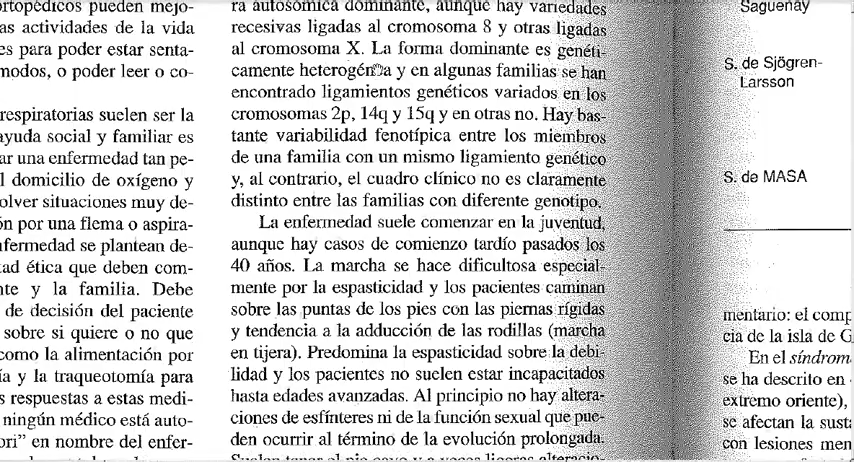 rtopédicos pueden mejo-
as actividades de la vida
es para poder estar senta-
modos, o poder leer o co-
respiratorias suelen ser la
ayuda social y familiar es
ar una enfermedad tan pe-
l domicilio de oxígeno y
olver situaciones muy de-
ón por una flema o aspira-
nfermedad se plantean de-
tad ética que deben com-
nte y la familia. Debe
de decisión del paciente
sobre si quiere o no que
como la alimentación por
ía y la traqueotomía para
s respuestas a estas medi-
ningún médico está auto-
ori” en nombre del enfer-
ra autosómica dominante, aunque hay variedades
recesivas ligadas al cromosoma 8 y otras ligadas
al cromosoma X. La forma dominante es genéti-
camente heterogénea y en algunas familias se han
encontrado ligamientos genéticos variados en los
cromosomas 2p, 14q y 15q y en otras no. Hay bas-
tante variabilidad fenotípica entre los miembros
de una familia con un mismo ligamiento genético
y, al contrario, el cuadro clínico no es claramente
distinto entre las familias con diferente genotipo.
La enfermedad suele comenzar en la juventud,
aunque hay casos de comienzo tardío pasados los
40 años. La marcha se hace dificultosa especial-
mente por la espasticidad y los pacientes caminan
sobre las puntas de los pies con las piernas rígidas
y tendencia a la adducción de las rodillas (marcha
en tijera). Predomina la espasticidad sobre la debi-
lidad y los pacientes no suelen estar incapacitados
hasta edades avanzadas. Al principio no hay altera-
ciones de esfínteres ni de la función sexual que pue-
den ocurrir al término de la evolución prolongada.
Saguenay
S. de Sjögren-
Larsson
S. de MASA
mentario: el comp
cia de la isla de G
En el síndrom
se ha descrito en
extremo oriente),
se afectan la susta
con lesiones men